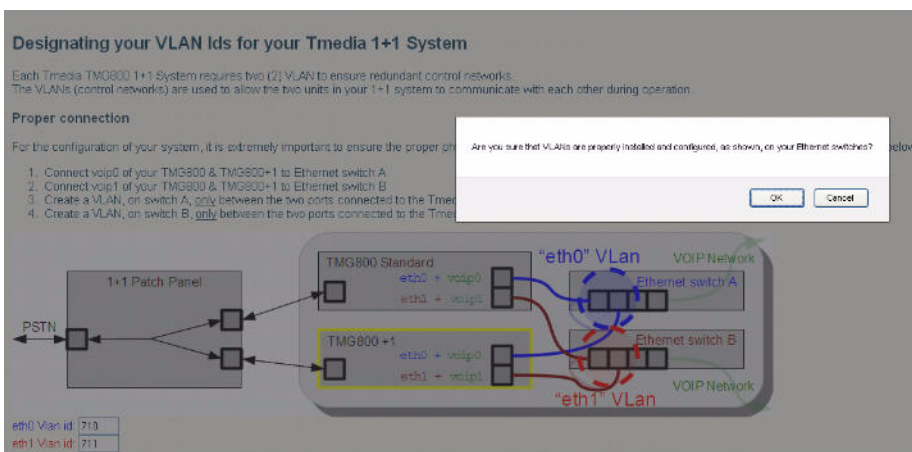 Designating your VLAN Ids for your Tmedia 1+1 System
Each Tmedia TMG800 1+1 System requires two (2) VLAN to ensure redundant control networks.
The VLANs (control networks) are used to allow the two units in your 1+1 system to communicate with each other during operation
Proper connection
For the configuration of your system, it is extremely important to ensure the proper
below
Are you sure that VLANs are properly installed and configured, as shown, on your Ethernet switches?
OK
Cancel
1. Connect voip0 of your TMG800 & TMG800+1 to Ethernet switch A
2. Connect voip1 of your TMG800 & TMG800+1 to Ethernet switch B
3. Create a VLAN, on switch A, only between the two ports connected to the
4. Create a VLAN, on switch B, only between the two ports connected to the
PSTN
1+1 Patch Panel
TMG800 Standard
eth0 + voip0
eth1 + voip1
TMG800 +1
eth0 + voip0
eth1 + voip1
"eth0" VLan
VOIP Network
Ethernet switch A
Ethernet switch B
VOIP Network
"eth1" VLan
eth0 Vlan id: 710
eth1 Vlan id: 711